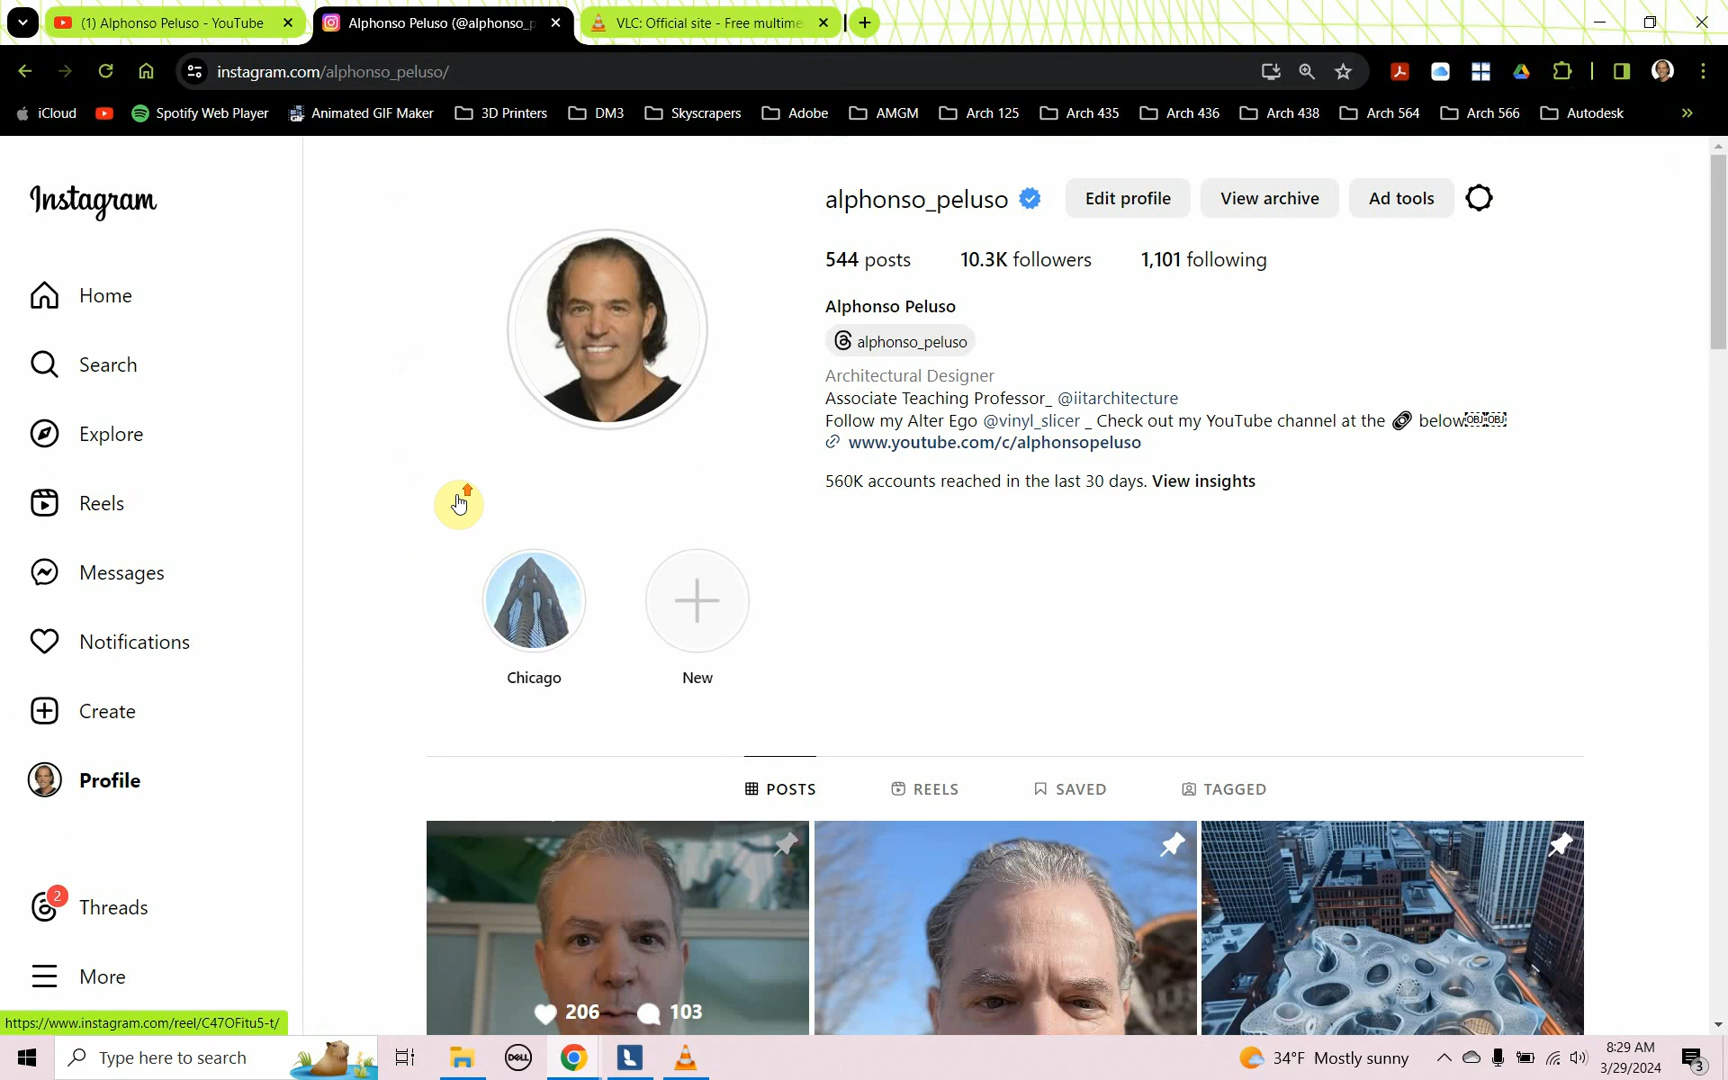 (1) Alphonso Peluso - YouTube
Alphonso Peluso (@alphonso_p
VLC: Official site - Free multime
instagram.com/alphonso_peluso/
iCloud
Spotify Web Player
Animated GIF Maker
3D Printers
DM3
Skyscrapers
Adobe
AMGM
Arch 125
Arch 435
Arch 436
Arch 438
Arch 564
Arch 566
Autodesk
»
Instagram
Home
Search
Explore
Reels
Messages
Notifications
Create
Profile
2
Threads
More
https://www.instagram.com/reel/C47OFitu5-t/
alphonso_peluso
Edit profile
View archive
Ad tools
544 posts
10.3K followers
1,101 following
Alphonso Peluso
alphonso_peluso
Architectural Designer
Associate Teaching Professor_ @iitarchitecture
Follow my Alter Ego @vinyl_slicer _ Check out my YouTube channel at the 🔗 below[OBJ][OBJ]
www.youtube.com/c/alphonsopeluso
560K accounts reached in the last 30 days. View insights
Chicago
New
POSTS
REELS
SAVED
TAGGED
206
103
Type here to search
DELL
34°F Mostly sunny
8:29 AM
3/29/2024
3